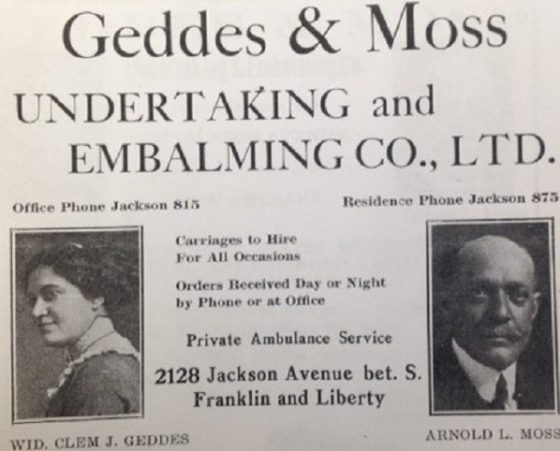 Geddes & Moss
UNDERTAKING and
EMBALMING CO., LTD.
Office Phone Jackson 815
Residence Phone Jackson 875
Carriages to Hire
For All Occasions
Orders Received Day or Night
by Phone or at Office
Private Ambulance Service
2128 Jackson Avenue bet. S.
Franklin and Liberty
WID. CLEM J. GEDDES
ARNOLD L. MOSS